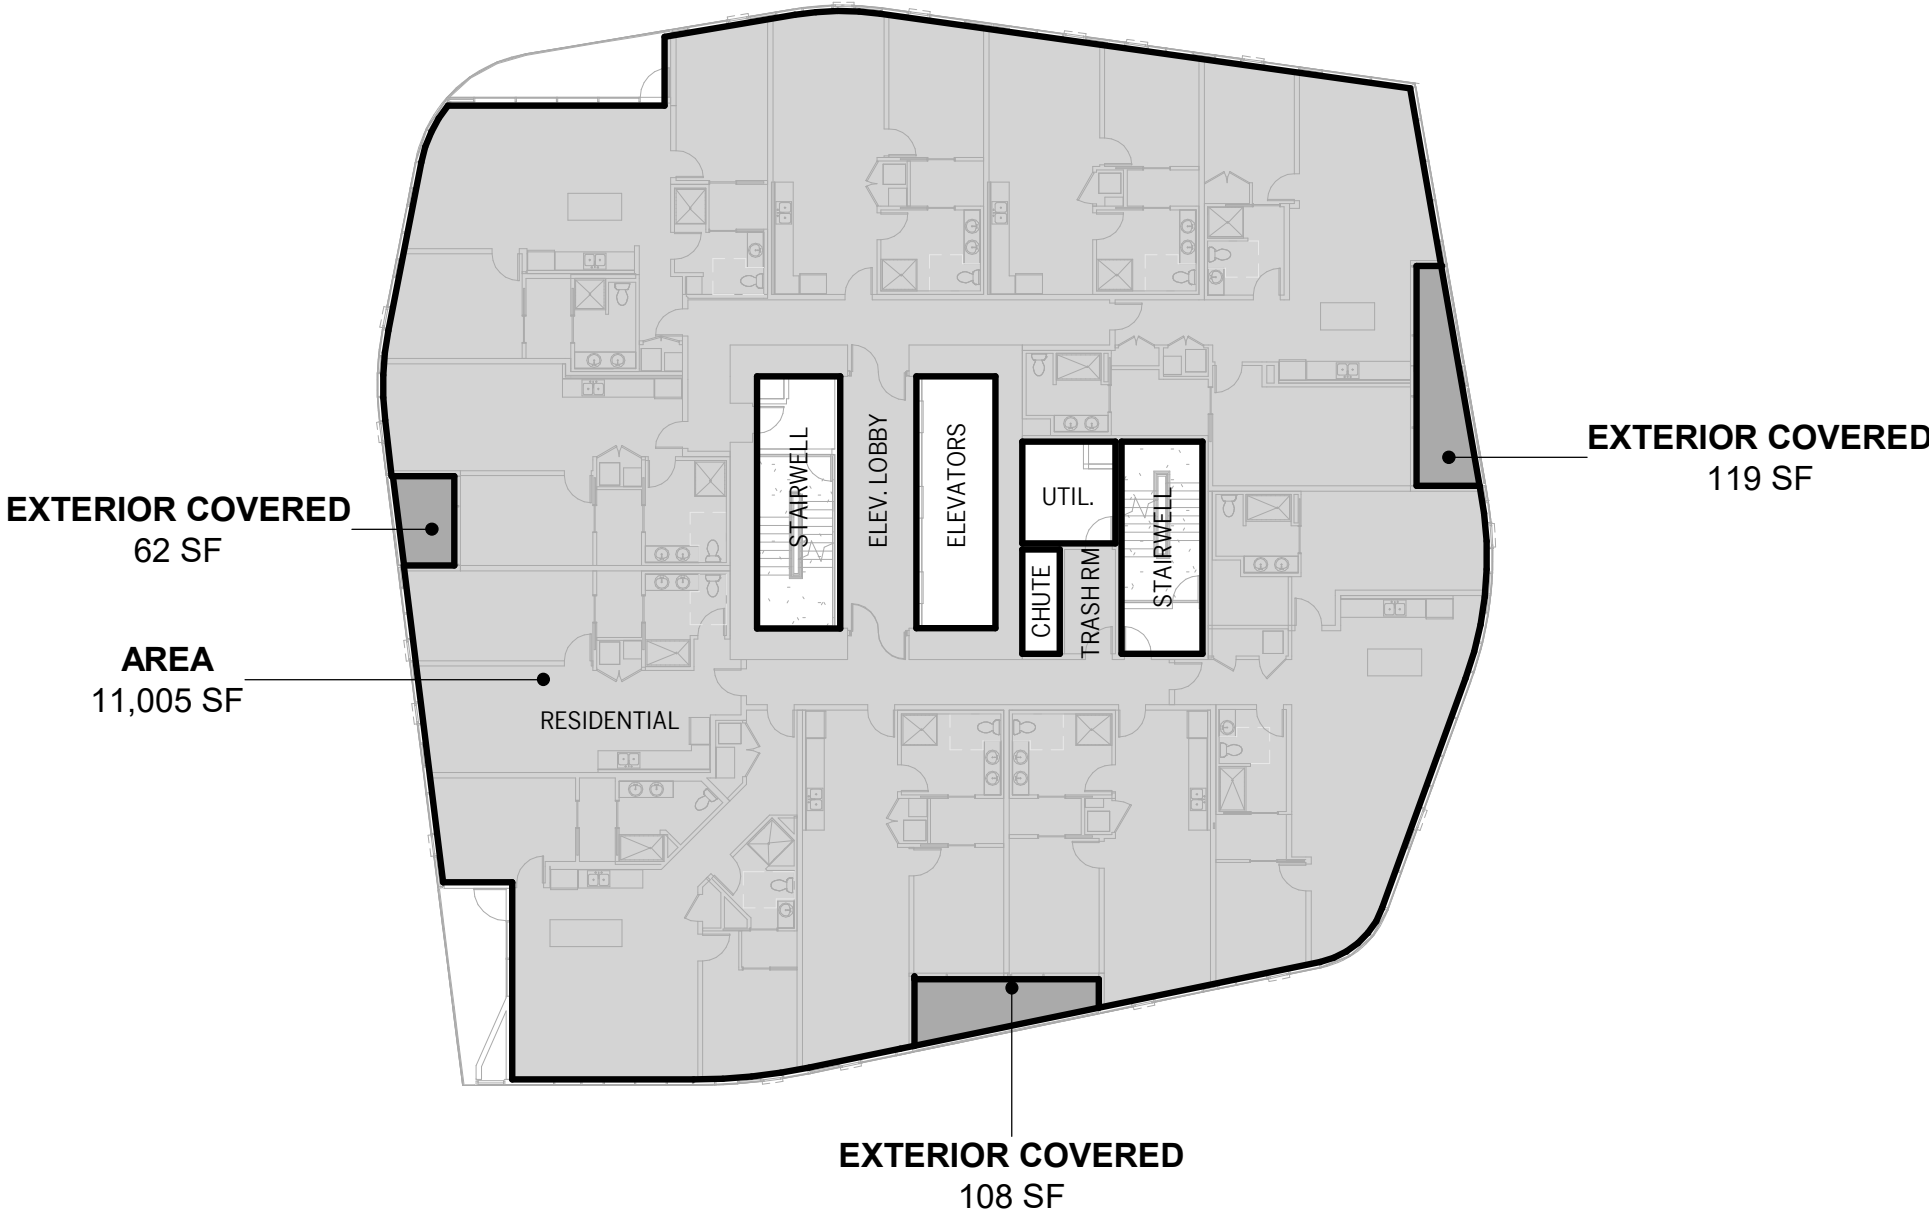 EXTERIOR COVERED
119 SF
EXTERIOR COVERED
62 SF
AREA
11,005 SF
RESIDENTIAL
STAIRWELL
ELEV. LOBBY
ELEVATORS
UTIL.
CHUTE
TRASH RM
STAIRWELL
EXTERIOR COVERED
108 SF